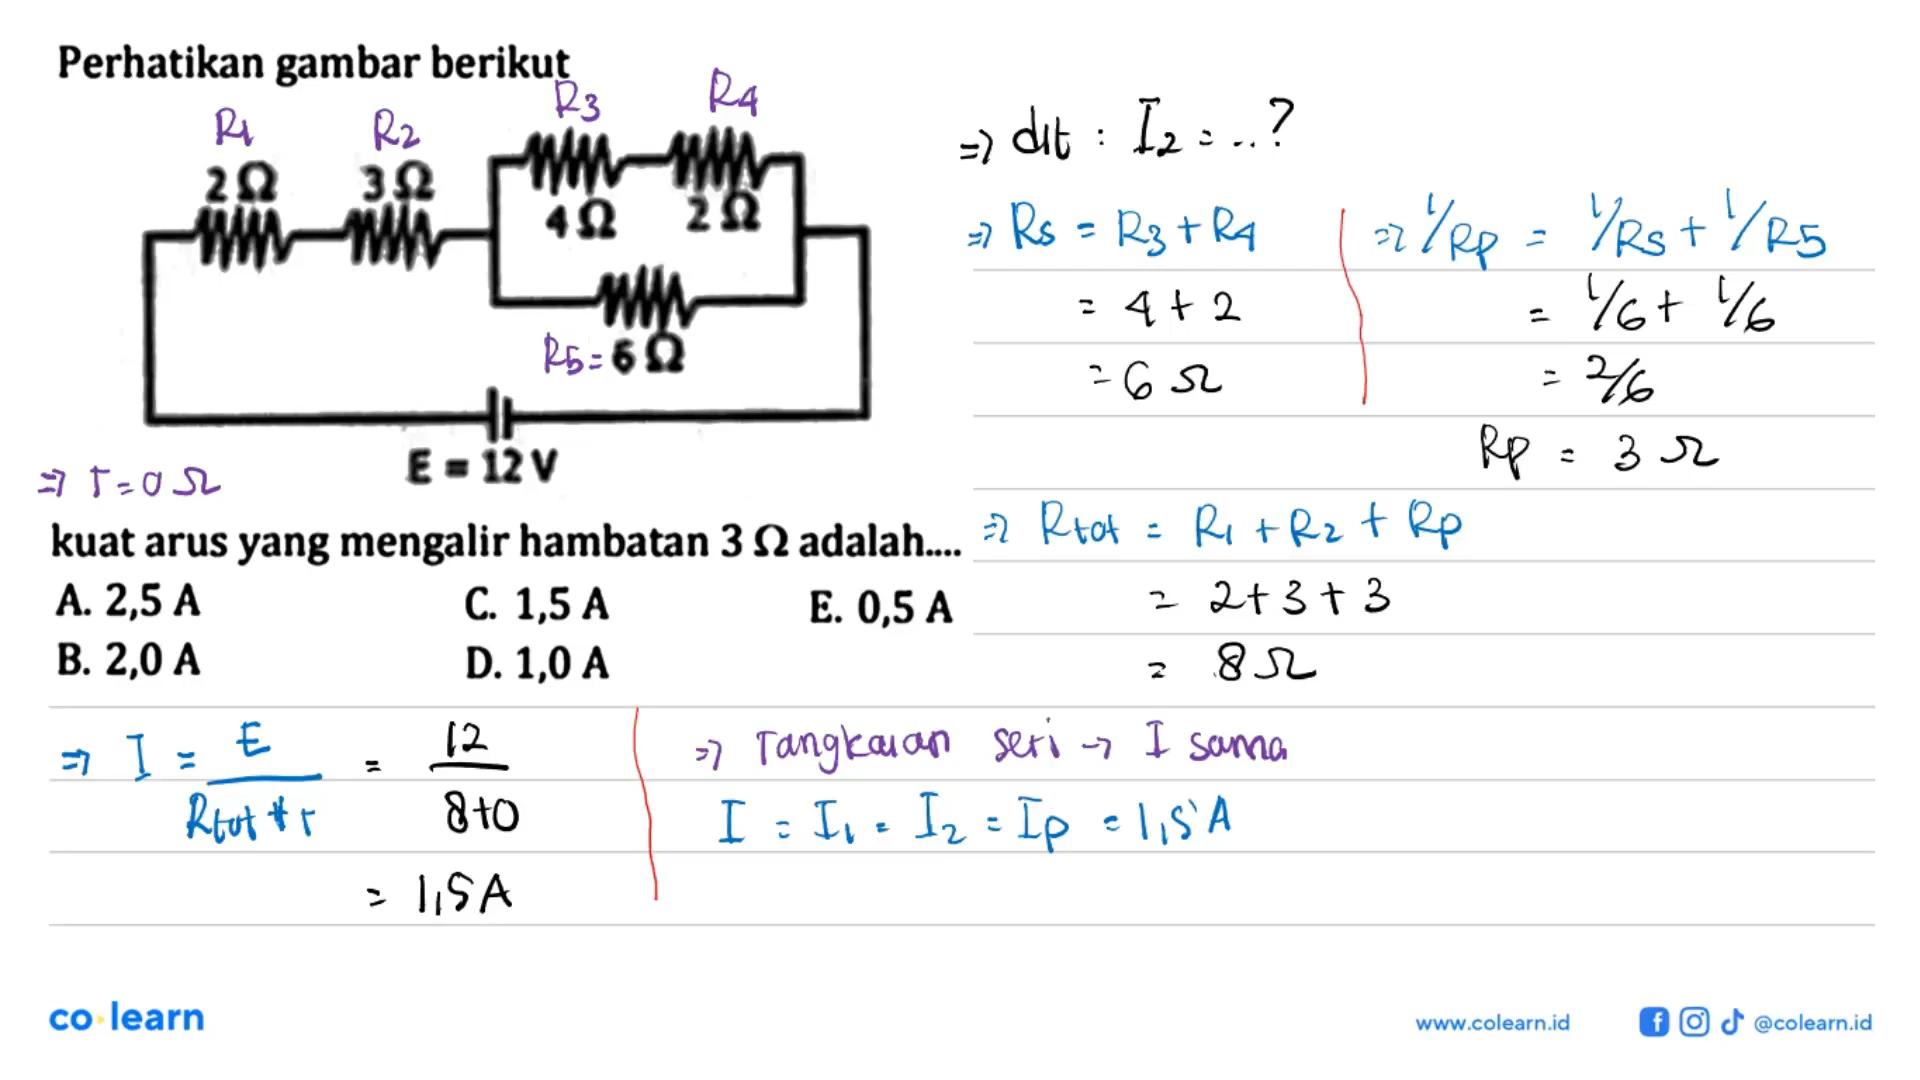 Perhatikan gambar berikut
R1 R2 R3 R4
2 Ω 3 Ω
4 Ω 2 Ω
R5 = 6 Ω
E = 12 V
⇒ r = 0 Ω
kuat arus yang mengalir hambatan 3 Ω adalah....
A. 2,5 A C. 1,5 A E. 0,5 A
B. 2,0 A D. 1,0 A
⇒ dit : I2 = ..?
⇒ Rs = R3 + R4
= 4 + 2
= 6 Ω
⇒ 1/Rp = 1/Rs + 1/R5
= 1/6 + 1/6
= 2/6
Rp = 3 Ω
⇒ Rtot = R1 + R2 + Rp
= 2 + 3 + 3
= 8 Ω
⇒ I = E / Rtot + r = 12 / 8+0
= 1,5 A
⇒ rangkaian seri → I sama
I = I1 = I2 = Ip = 1,5 A
co learn
www.colearn.id @colearn.id